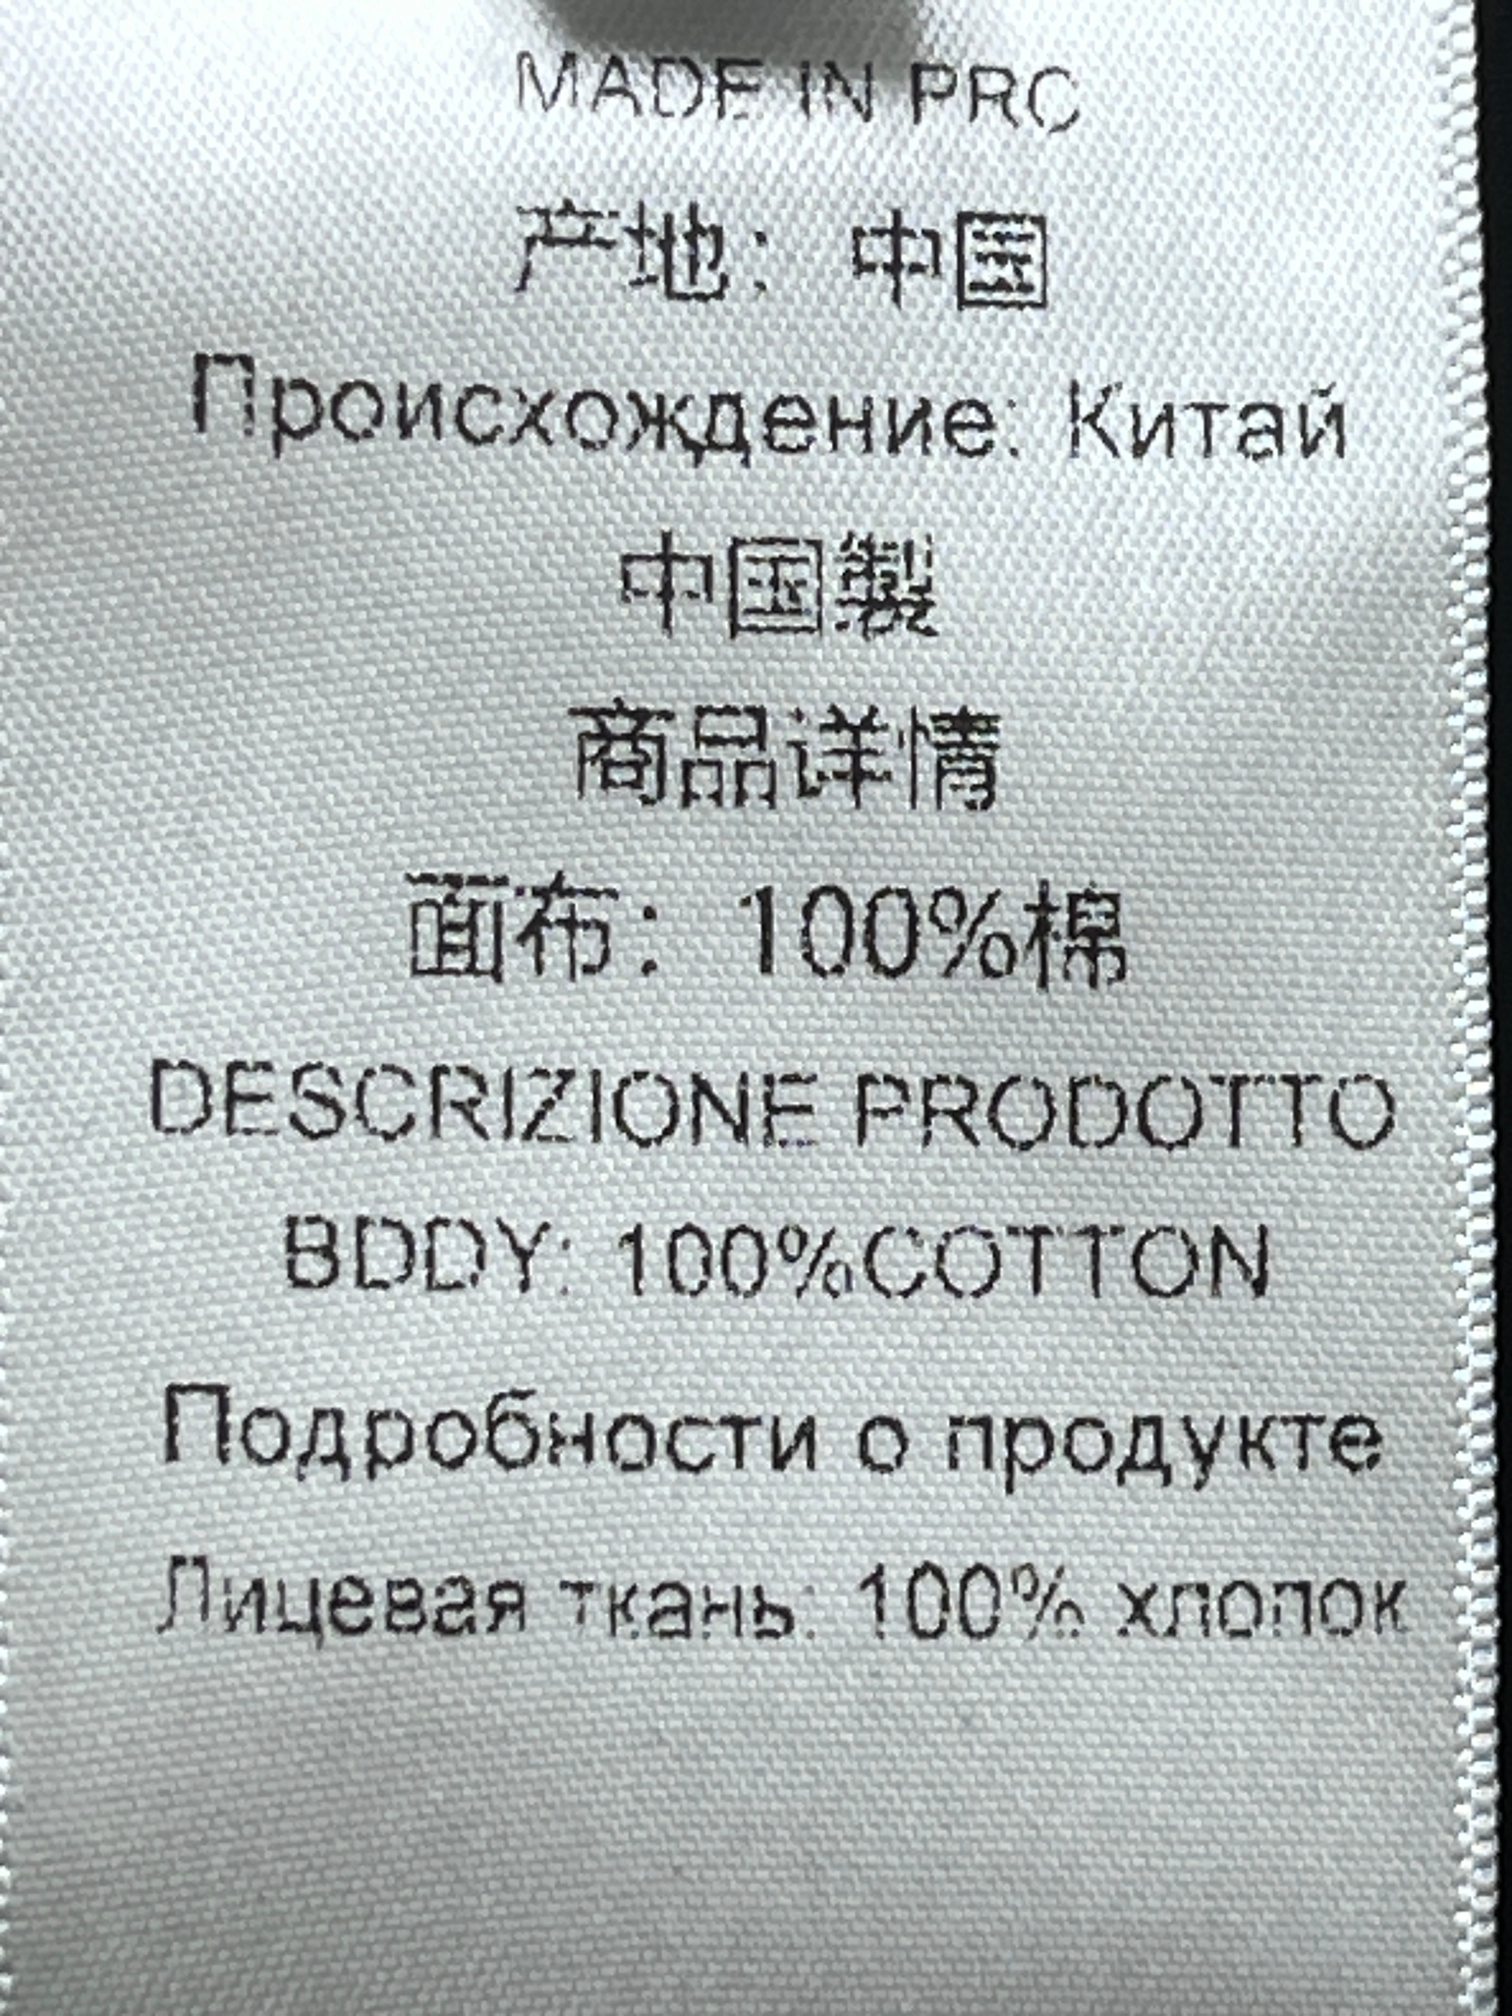 MADE IN PRC
产地：中国
Происхождение: Китай
中国製
商品详情
面布：100%棉
DESCRIZIONE PRODOTTO
BDDY: 100%COTTON
Подробности о продукте
Лицевая ткань: 100% хлопок